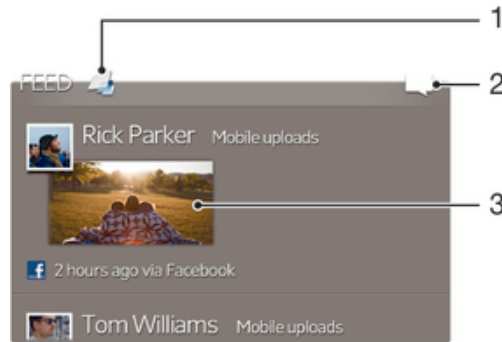 1
FEED
2
Rick Parker Mobile uploads
3
f 2 hours ago via Facebook
Tom Williams Mobile uploads